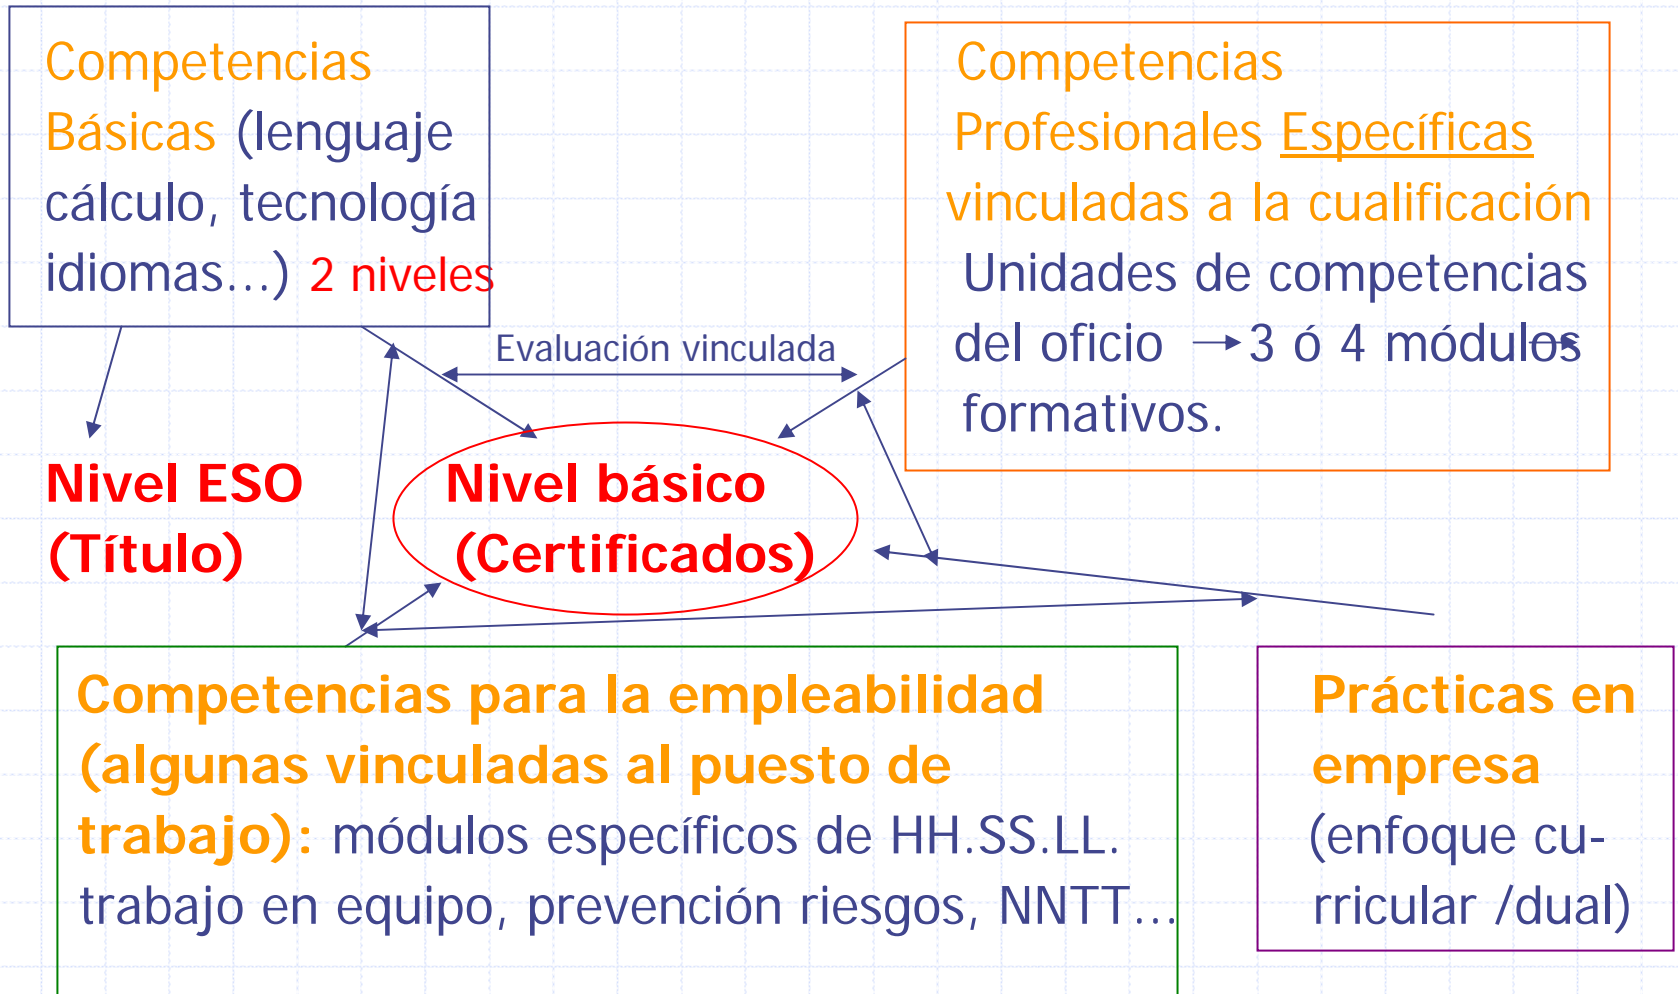 Competencias
Básicas (lenguaje
cálculo, tecnología
idiomas...) 2 niveles
Competencias
Profesionales Específicas
vinculadas a la cualificación
Unidades de competencias
del oficio → 3 ó 4 módulos
formativos.
Evaluación vinculada
Nivel ESO
(Título)
Nivel básico
(Certificados)
Competencias para la empleabilidad
(algunas vinculadas al puesto de
trabajo): módulos específicos de HH.SS.LL.
trabajo en equipo, prevención riesgos, NNTT...
Prácticas en
empresa
(enfoque cu-
rricular /dual)